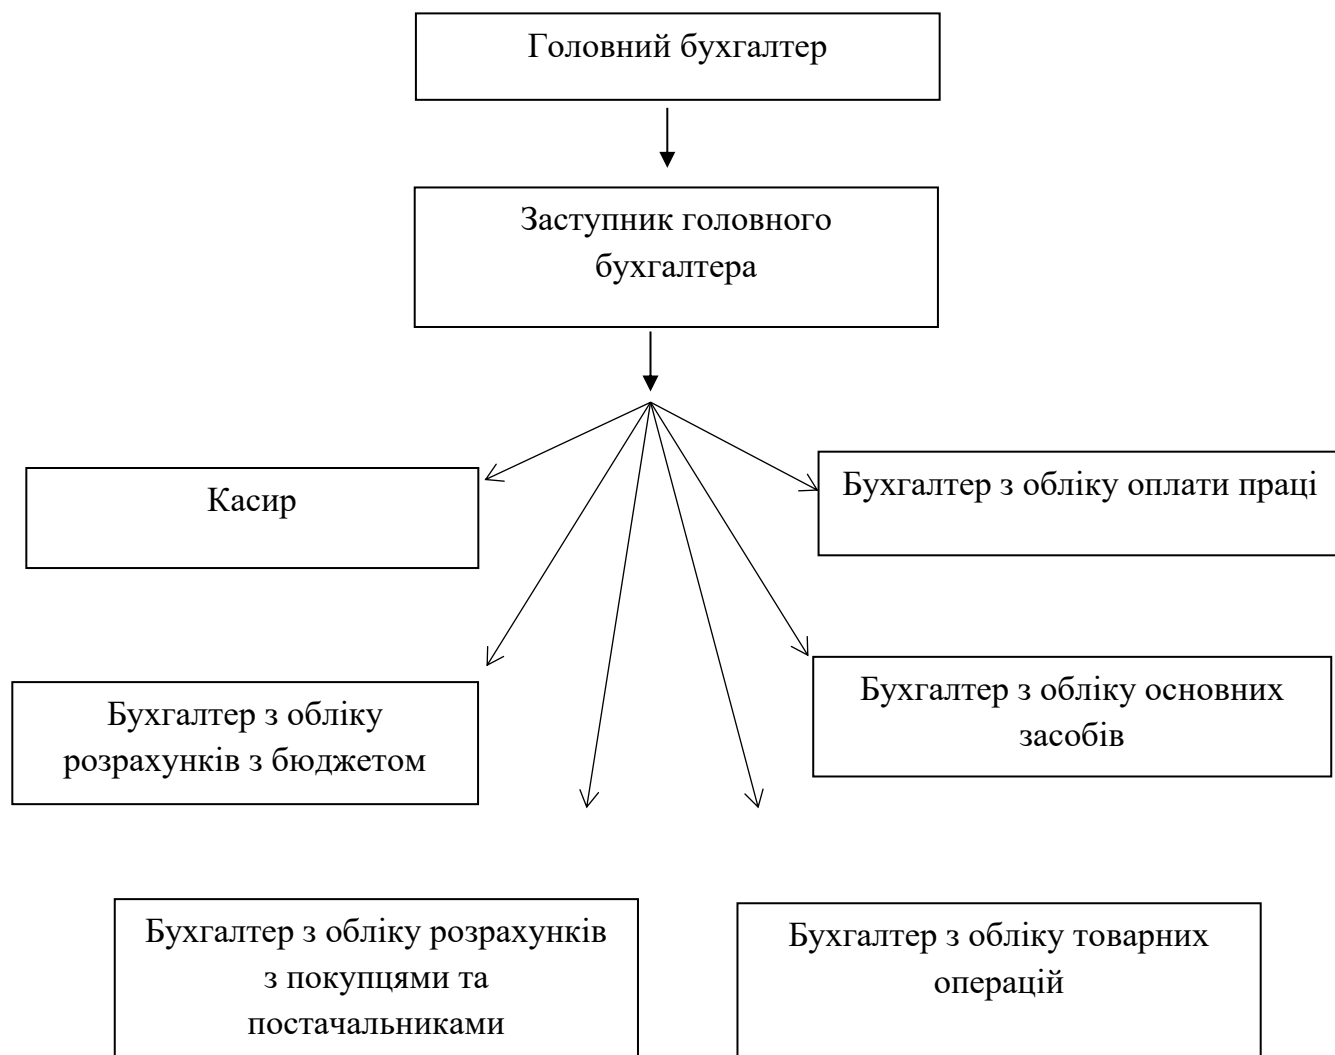 Головний бухгалтер
Заступник головного
бухгалтера
Касир
Бухгалтер з обліку оплати праці
Бухгалтер з обліку
розрахунків з бюджетом
Бухгалтер з обліку основних
засобів
Бухгалтер з обліку розрахунків
з покупцями та
постачальниками
Бухгалтер з обліку товарних
операцій